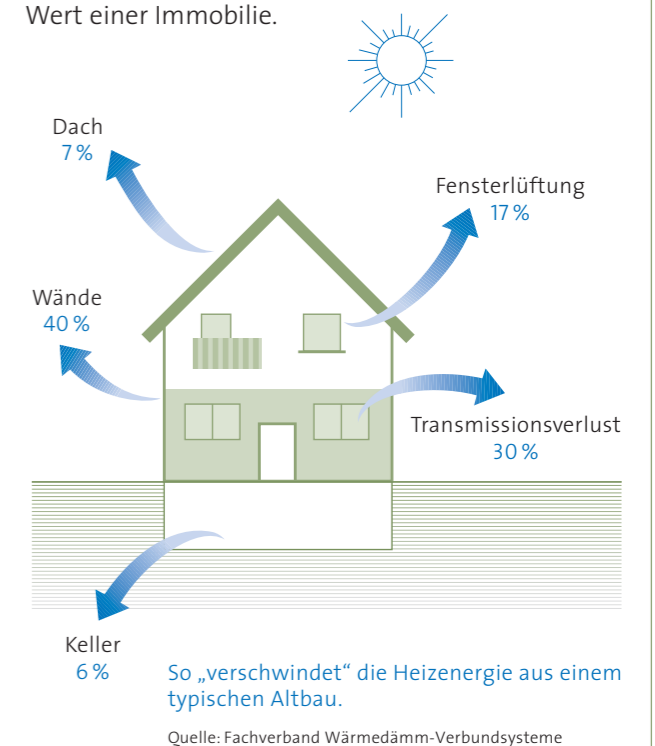 Wert einer Immobilie.
Dach
7 %
Fensterlüftung
17 %
Wände
40 %
Transmissionsverlust
30 %
Keller
6 %
So „verschwindet“ die Heizenergie aus einem
typischen Altbau.
Quelle: Fachverband Wärmedämm-Verbundsysteme